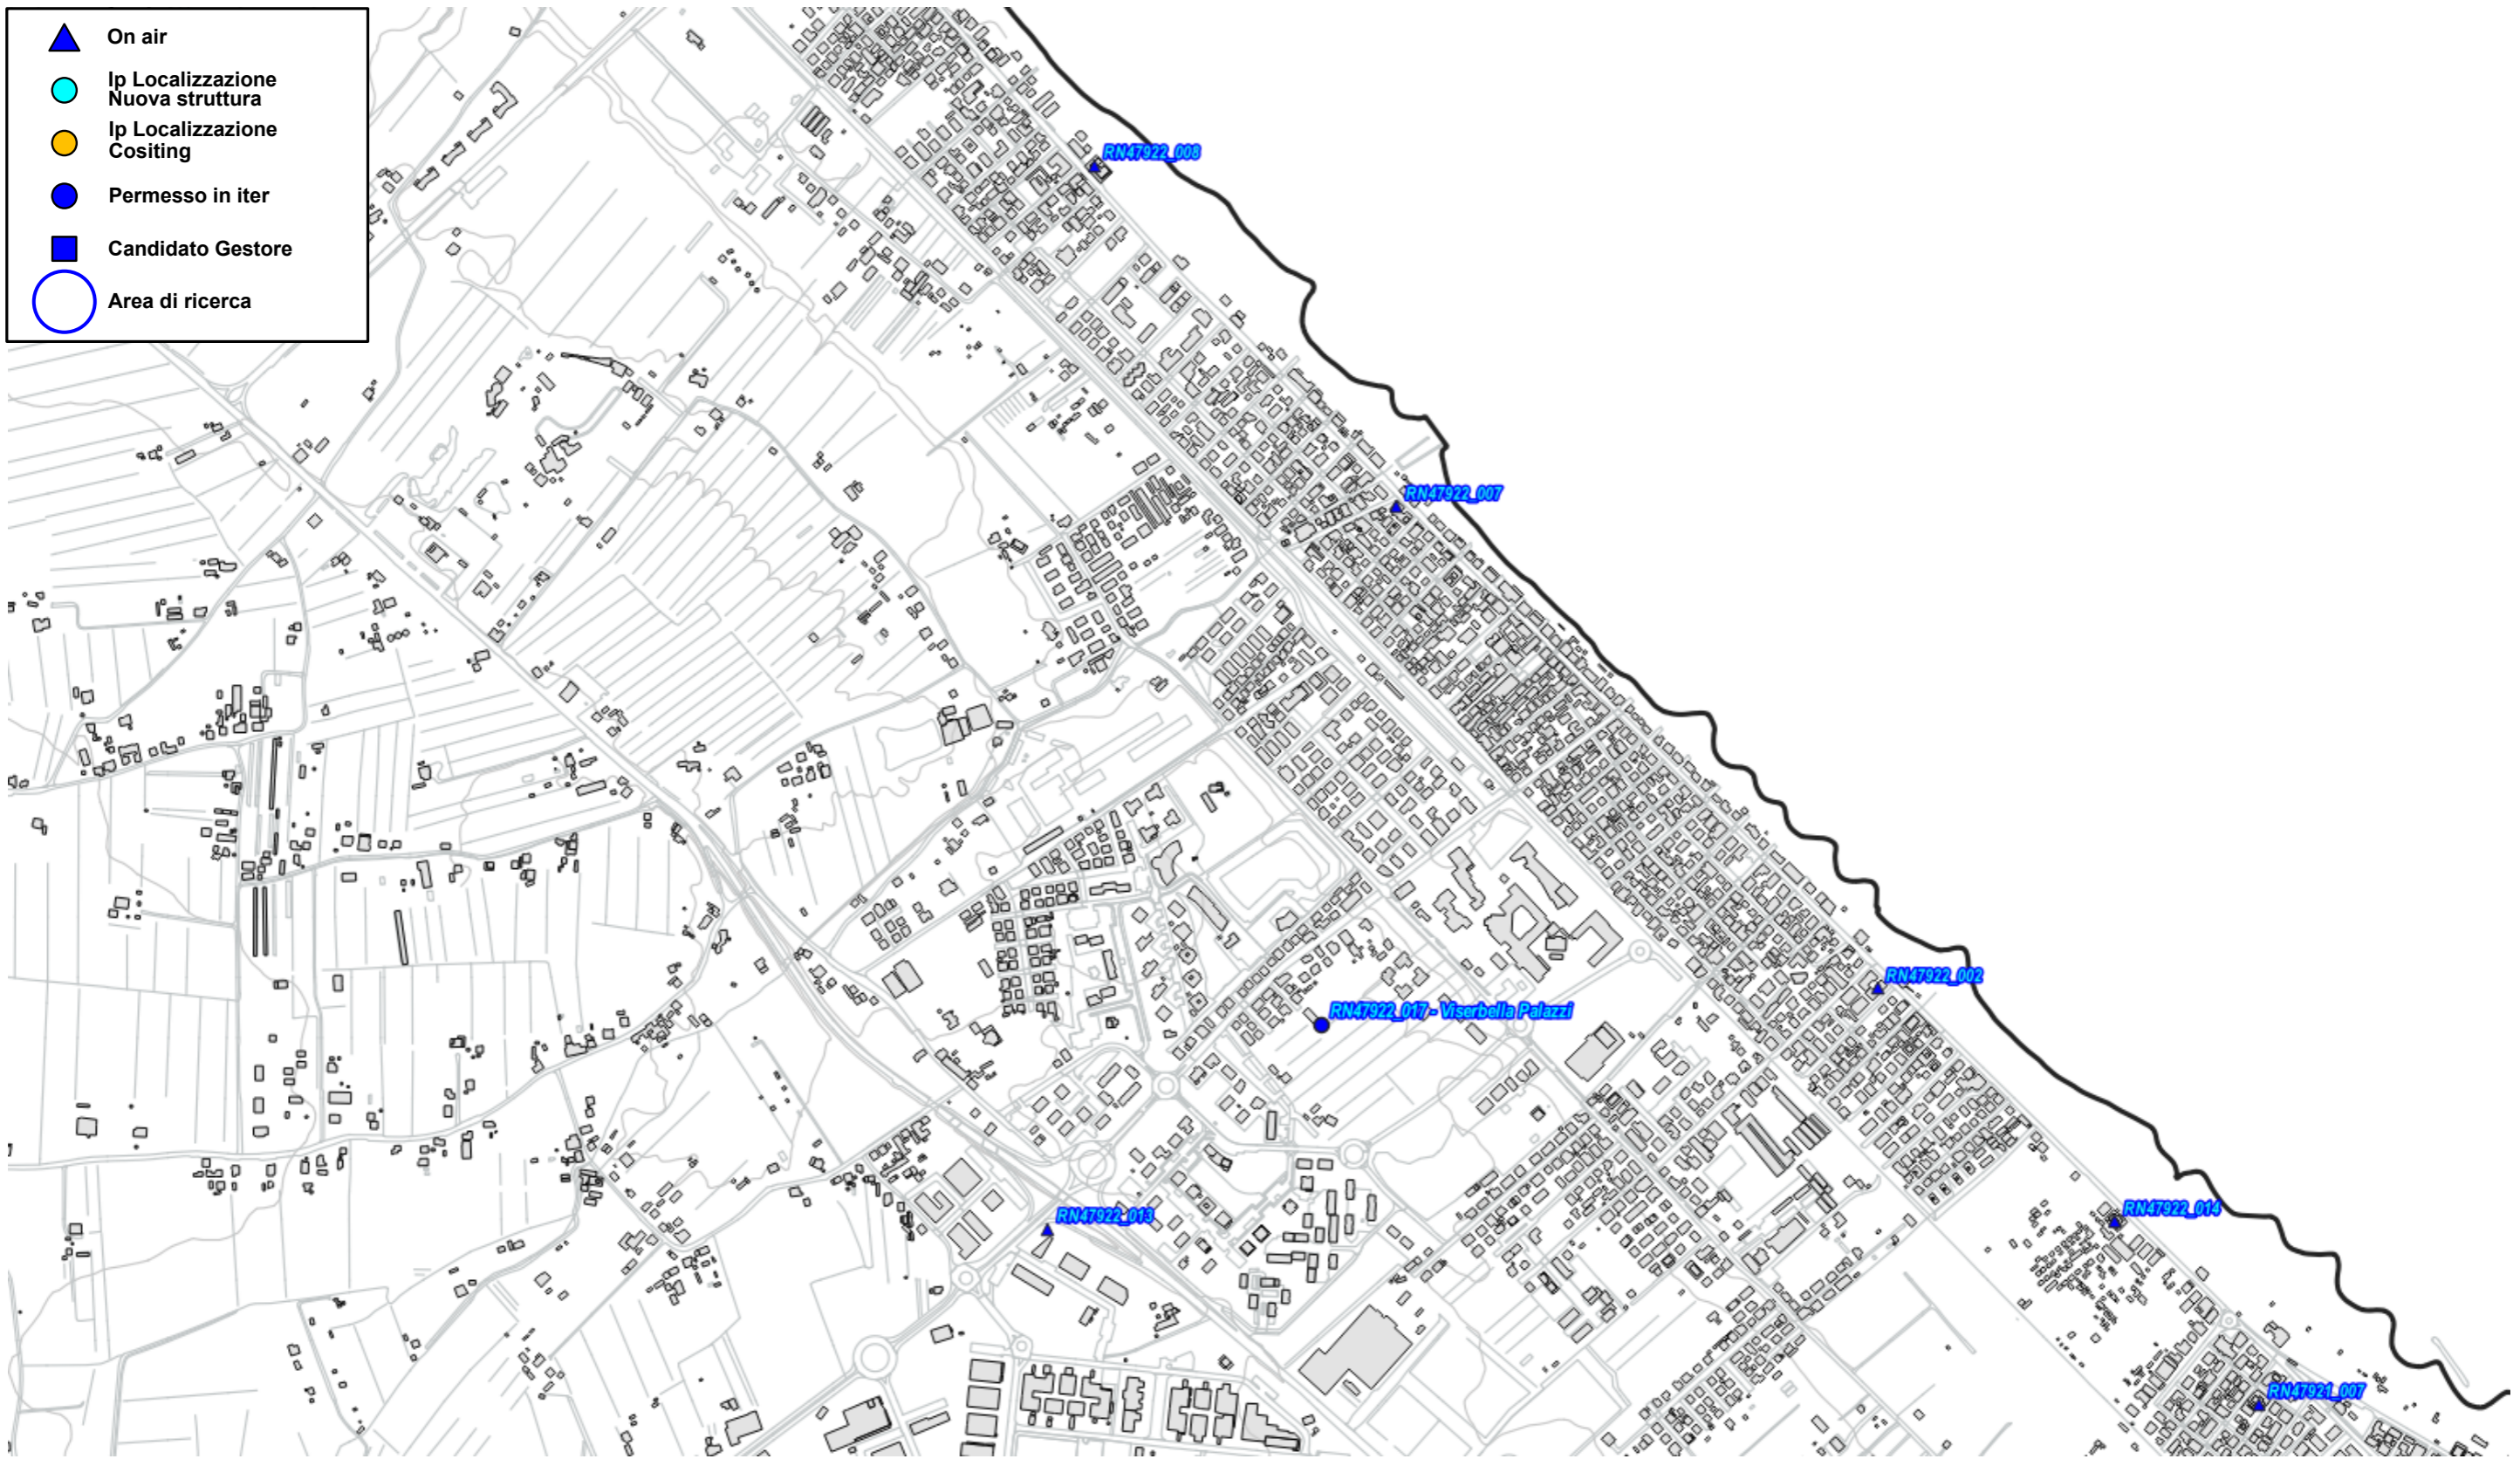 On air
Ip Localizzazione
Nuova struttura
Ip Localizzazione
Cositing
Permesso in iter
Candidato Gestore
Area di ricerca
RN47922_008
RN47922_007
RN47922_002
RN47922_017 - Viserbella Palazzi
RN47922_014
RN47922_013
RN47921_007